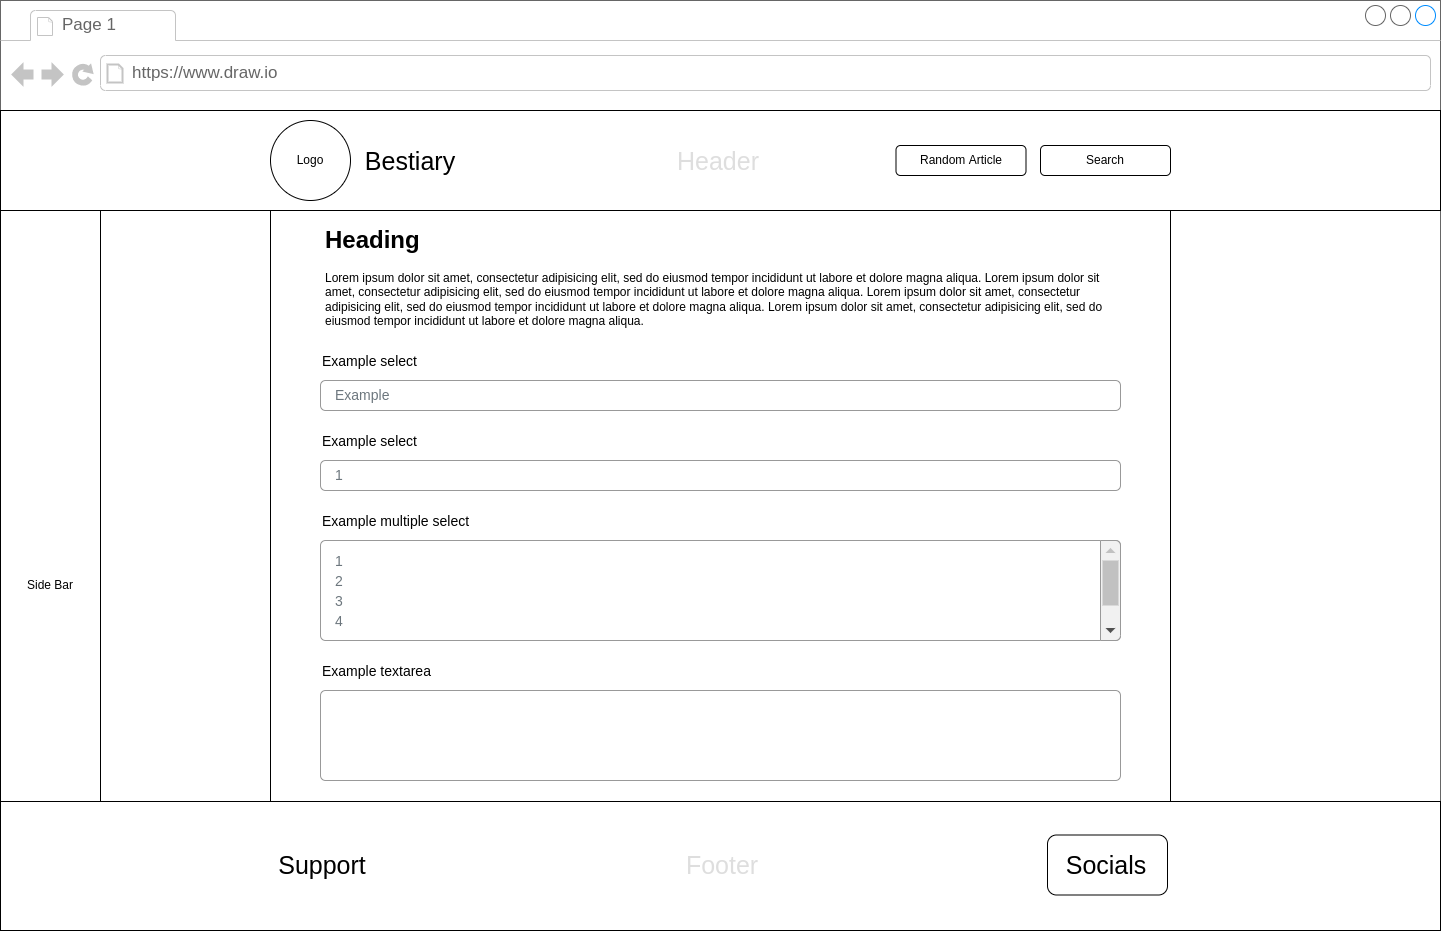 Page 1
https://www.draw.io
Logo
Bestiary
Header
Random Article
Search
Heading
Lorem ipsum dolor sit amet, consectetur adipisicing elit, sed do eiusmod tempor incididunt ut labore et dolore magna aliqua. Lorem ipsum dolor sit
amet, consectetur adipisicing elit, sed do eiusmod tempor incididunt ut labore et dolore magna aliqua. Lorem ipsum dolor sit amet, consectetur
adipisicing elit, sed do eiusmod tempor incididunt ut labore et dolore magna aliqua. Lorem ipsum dolor sit amet, consectetur adipisicing elit, sed do
eiusmod tempor incididunt ut labore et dolore magna aliqua.
Example select
Example
Example select
1
Example multiple select
1
2
3
4
Side Bar
Example textarea
Support
Footer
Socials